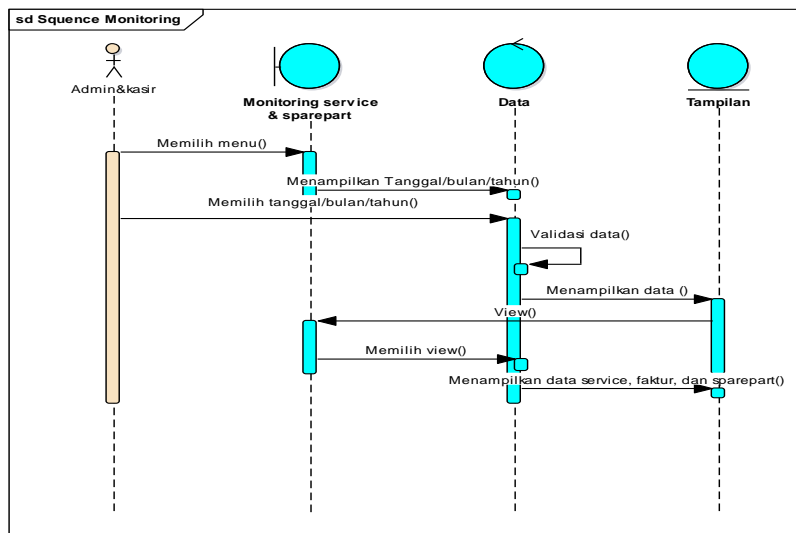 sd Squence Monitoring
Admin&kasir
Monitoring service
& sparepart
Data
Tampilan
Memilih menu()
Menampilkan Tanggal/bulan/tahun()
Memilih tanggal/bulan/tahun()
Validasi data()
Menampilkan data ()
View()
Memilih view()
Menampilkan data service, faktur, dan sparepart()